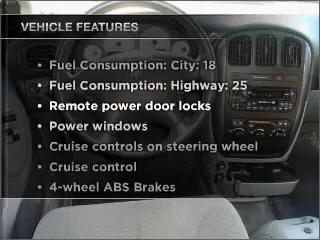 VEHICLE FEATURES
• Fuel Consumption: City: 18
• Fuel Consumption: Highway: 25
• Remote power door locks
• Power windows
• Cruise controls on steering wheel
• Cruise control
• 4-wheel ABS Brakes